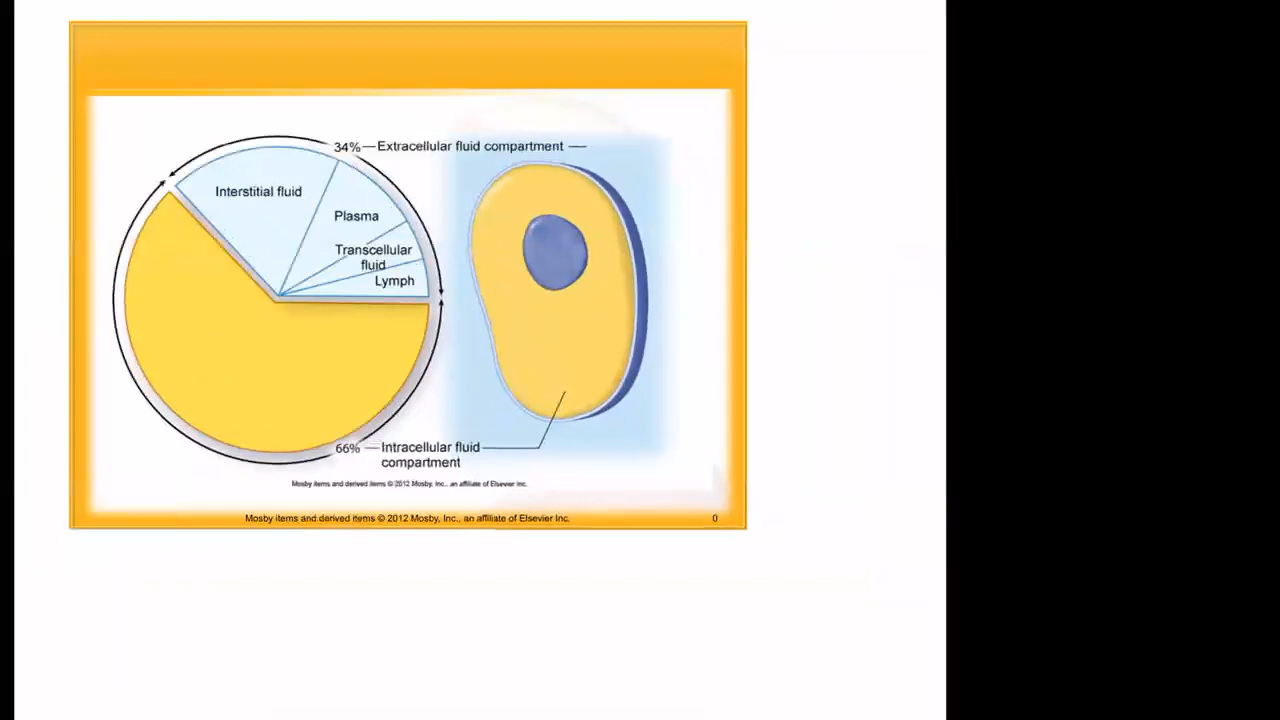 34%—Extracellular fluid compartment —
Interstitial fluid
Plasma
Transcellular
fluid
Lymph
66% —Intracellular fluid
compartment
Mosby items and derived items © 2012 Mosby, Inc., an affiliate of Elsevier Inc.
Mosby items and derived items © 2012 Mosby, Inc., an affiliate of Elsevier Inc. 0